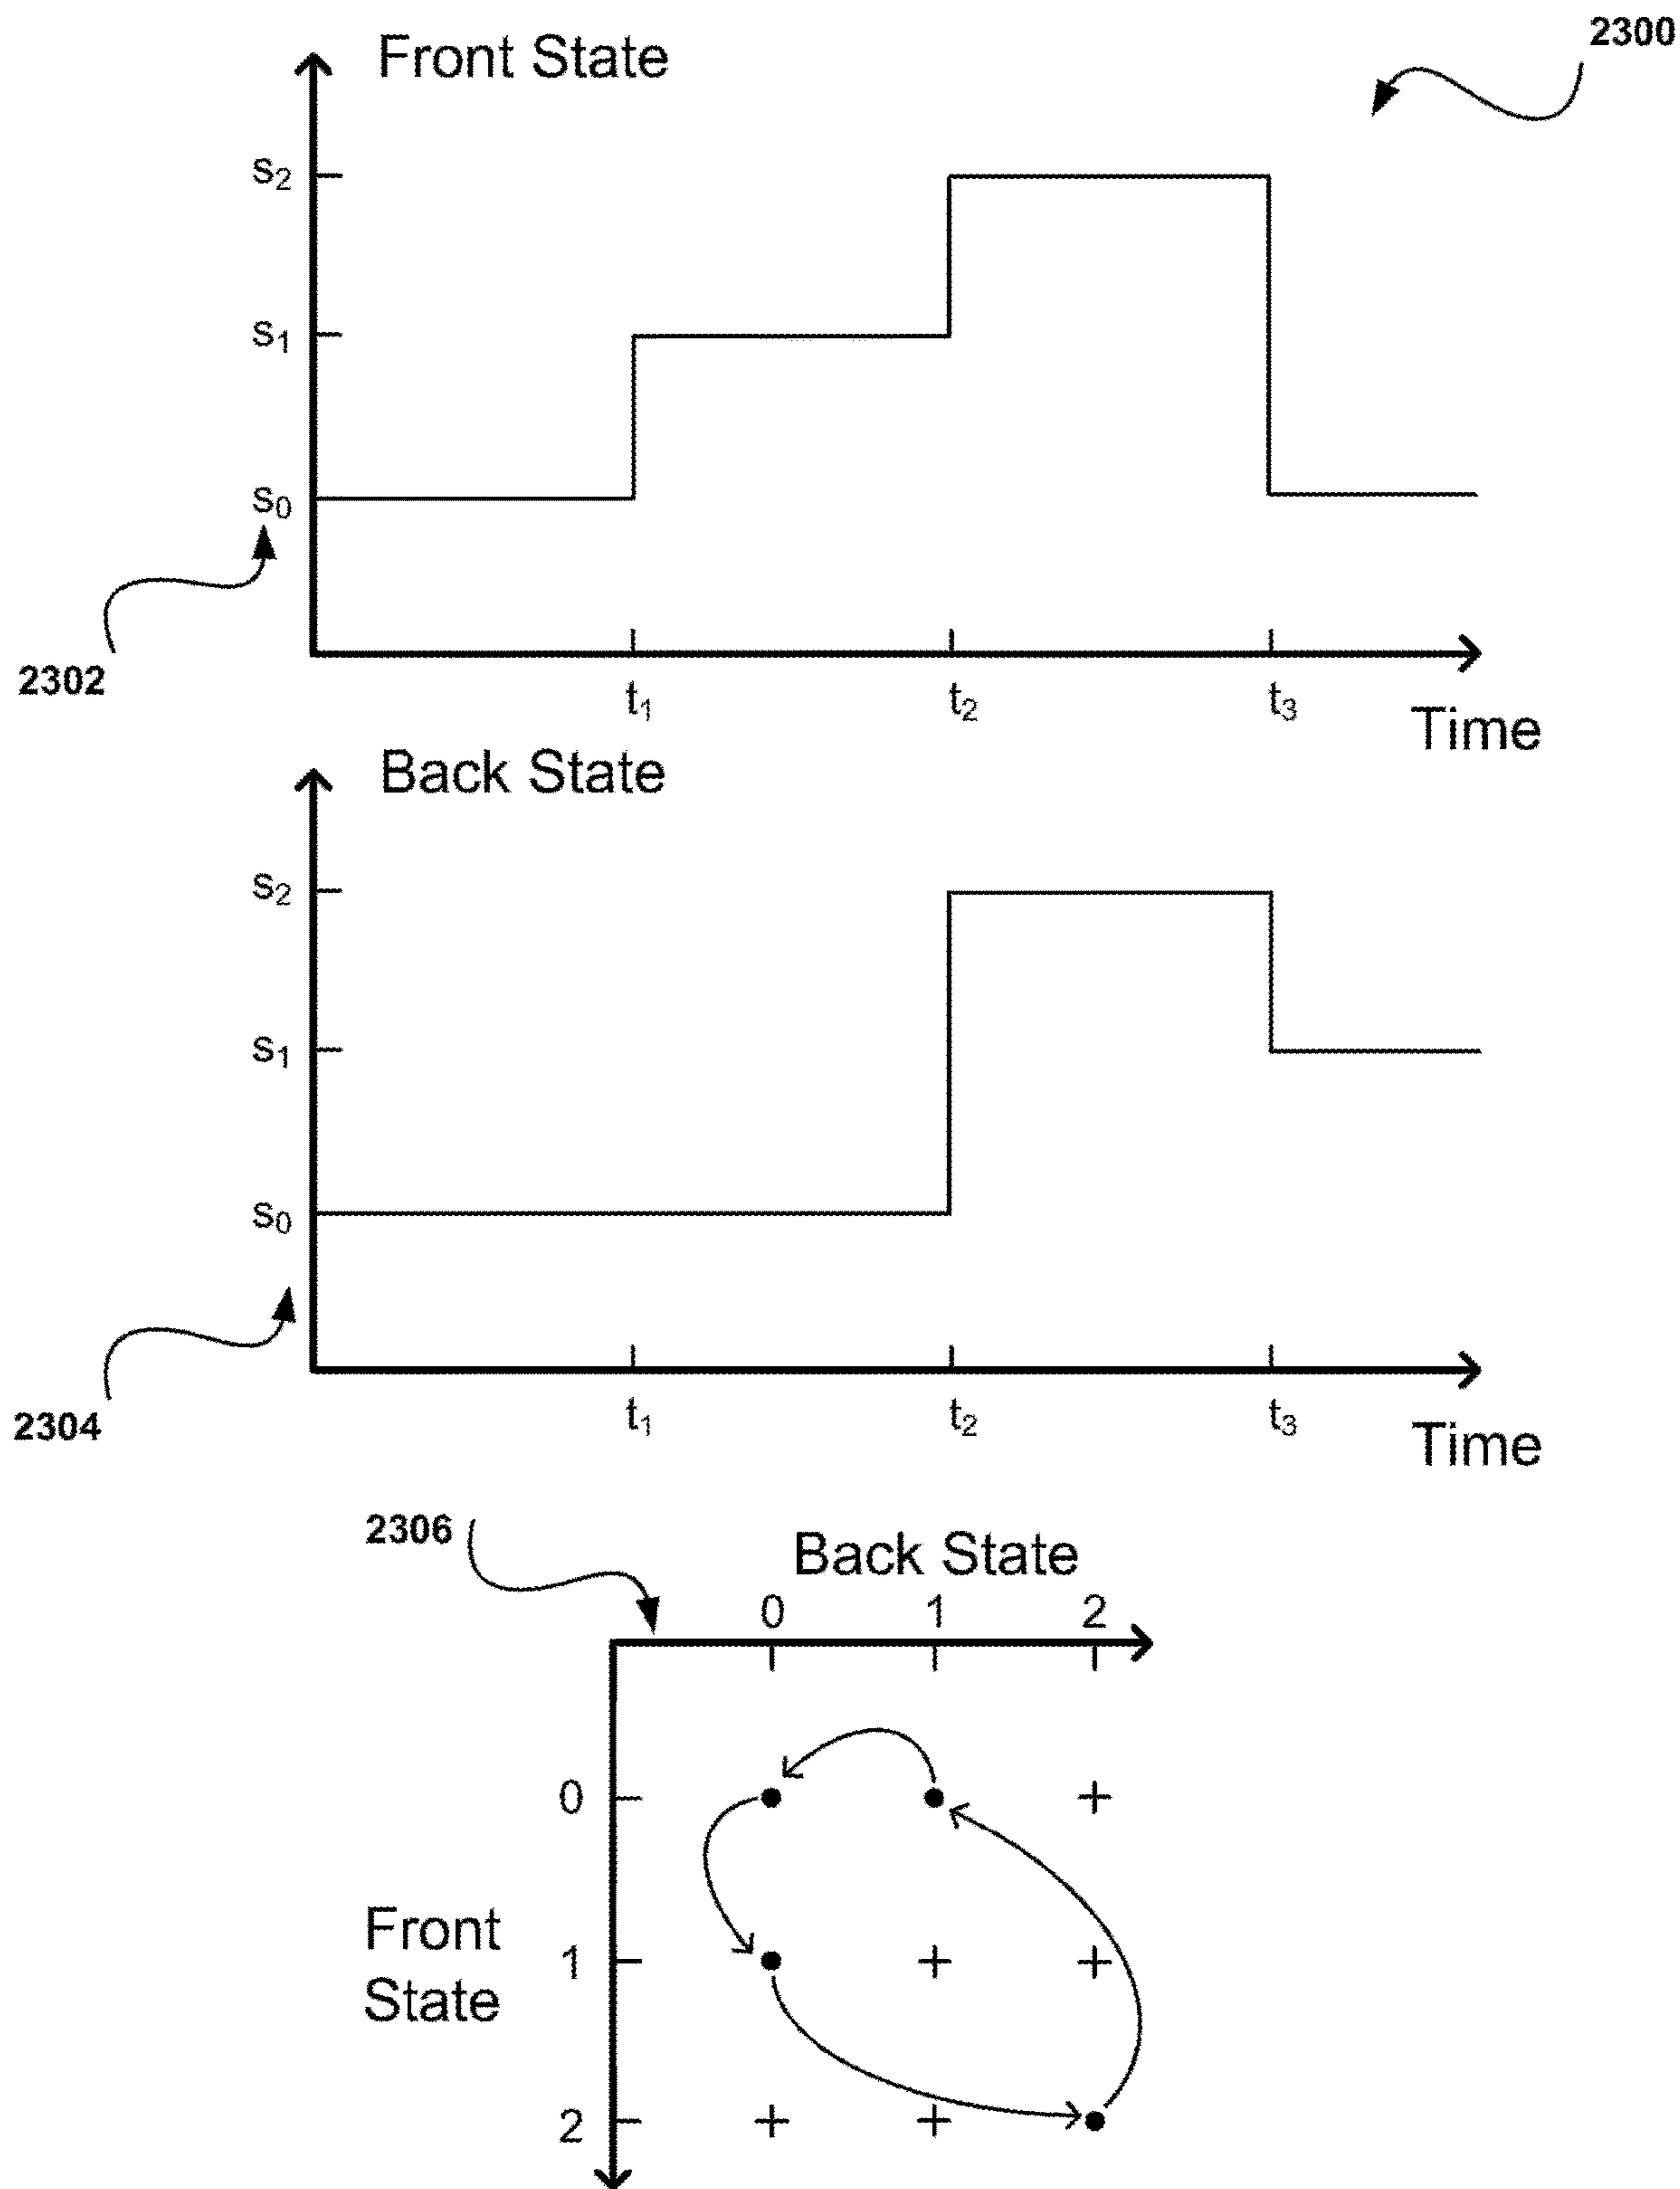 2300
Front State
s2
s1
s0
2302
t1 t2 t3
Time
Back State
s2
s1
s0
2304
t1 t2 t3
Time
2306
Back State
0 1 2
0
Front
State
1
2